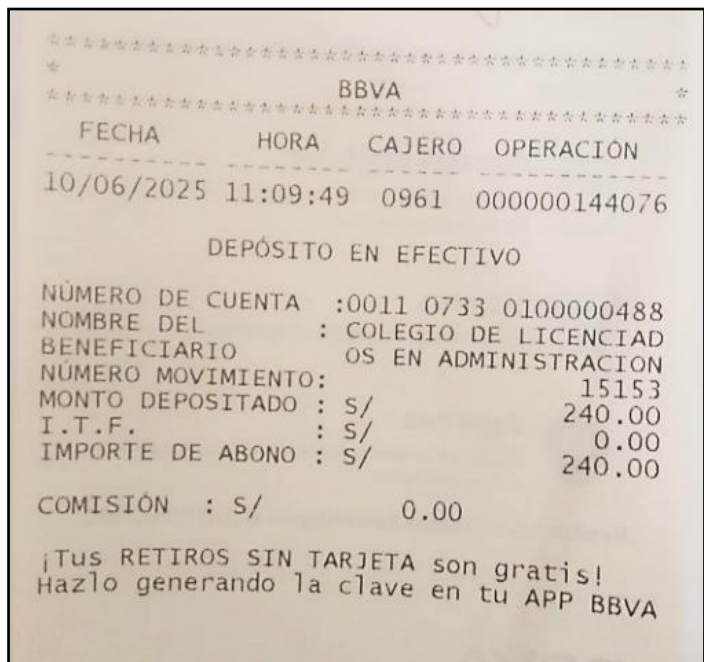 ****************************************
* BBVA *
****************************************
FECHA HORA CAJERO OPERACIÓN
---------- -------- ------ ------------
10/06/2025 11:09:49 0961 000000144076
DEPÓSITO EN EFECTIVO
NÚMERO DE CUENTA :0011 0733 0100000488
NOMBRE DEL : COLEGIO DE LICENCIAD
BENEFICIARIO OS EN ADMINISTRACION
NÚMERO MOVIMIENTO: 15153
MONTO DEPOSITADO : S/ 240.00
I.T.F. : S/ 0.00
IMPORTE DE ABONO : S/ 240.00
COMISIÓN : S/ 0.00
¡Tus RETIROS SIN TARJETA son gratis!
Hazlo generando la clave en tu APP BBVA